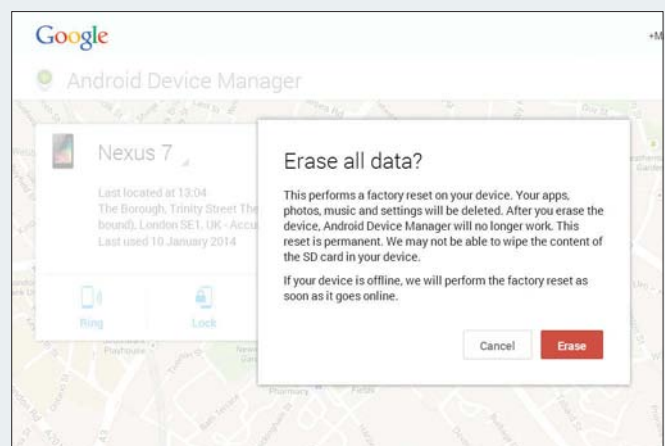 Google
+M
Android Device Manager
Nexus 7
Last located at 13:04
The Borough, Trinity Street The
bound), London SE1, UK - Accu
Last used 10 January 2014
Ring
Lock
Erase all data?
This performs a factory reset on your device. Your apps,
photos, music and settings will be deleted. After you erase the
device, Android Device Manager will no longer work. This
reset is permanent. We may not be able to wipe the content of
the SD card in your device.
If your device is offline, we will perform the factory reset as
soon as it goes online.
Cancel
Erase
Playhouse
Pharmacy